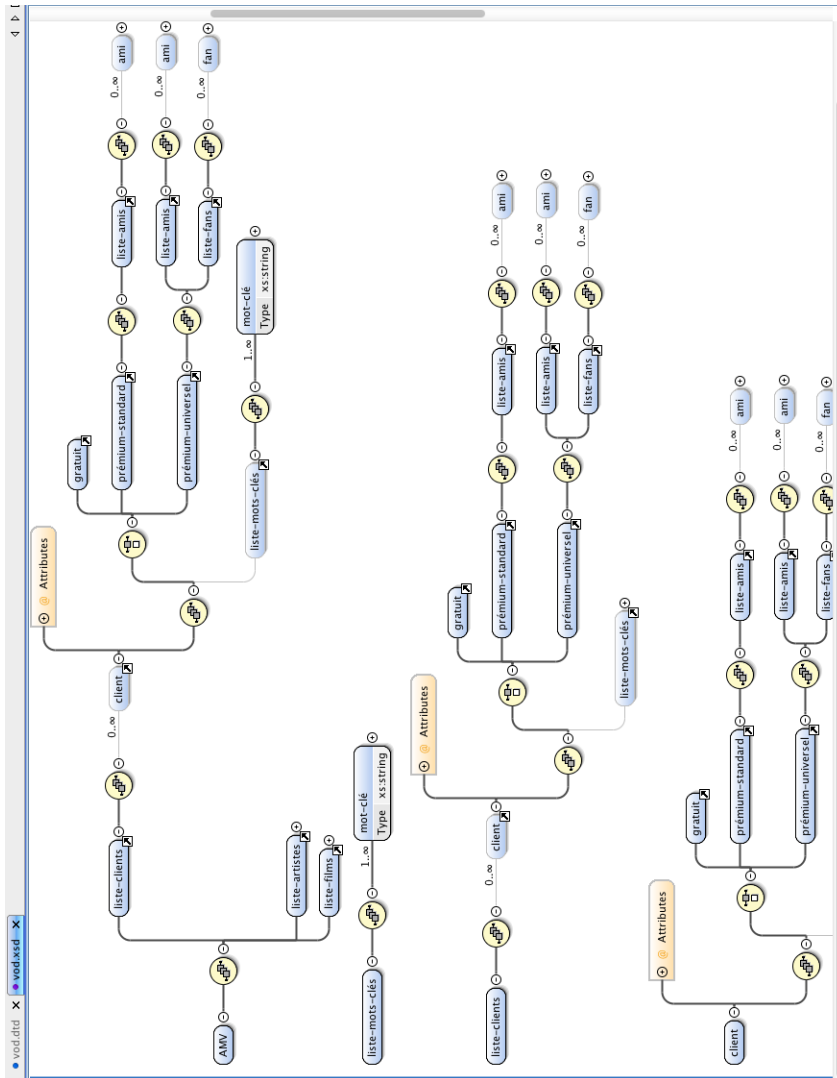 vod.dtd
vod.xsd
AMV
liste-clients
0..∞
client
@ Attributes
gratuit
prémium-standard
liste-amis
0..∞
ami
prémium-universel
liste-amis
0..∞
ami
liste-fans
0..∞
fan
liste-mots-clés
1..∞
mot-clé
Type xs:string
liste-artistes
liste-films
liste-mots-clés
1..∞
mot-clé
Type xs:string
liste-clients
0..∞
client
@ Attributes
gratuit
prémium-standard
liste-amis
0..∞
ami
prémium-universel
liste-amis
0..∞
ami
liste-fans
0..∞
fan
liste-mots-clés
client
@ Attributes
gratuit
prémium-standard
liste-amis
0..∞
ami
prémium-universel
liste-amis
0..∞
ami
liste-fans
0..∞
fan